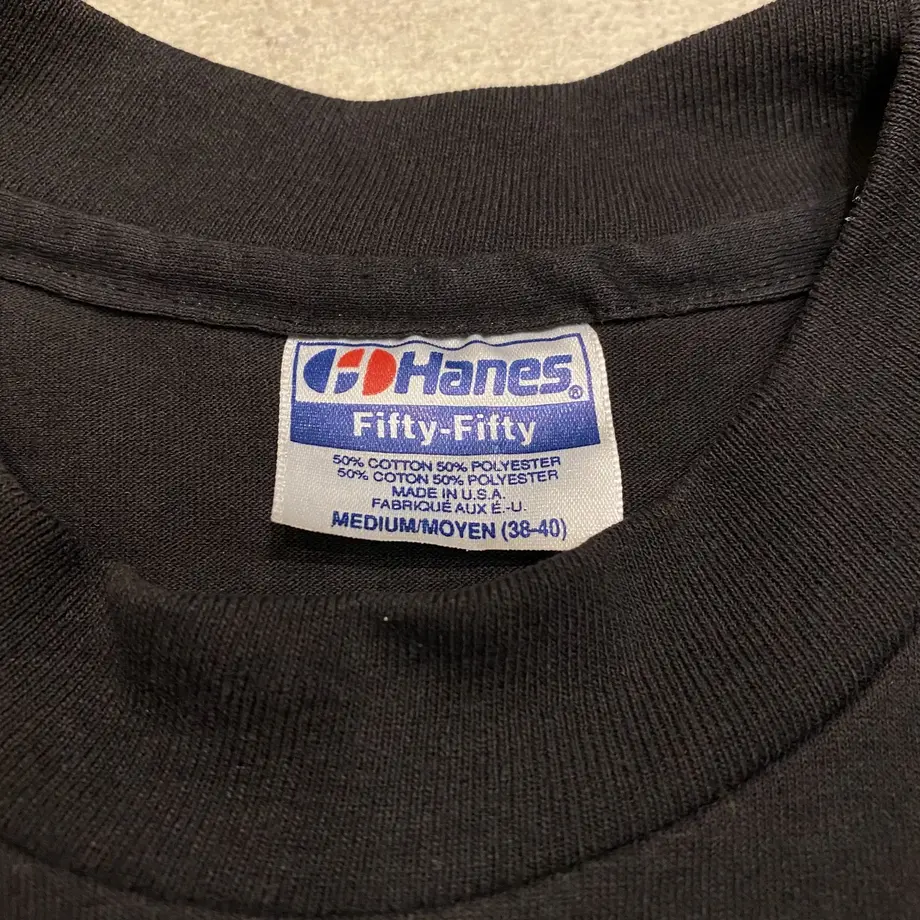 Hanes®
Fifty-Fifty
50% COTTON 50% POLYESTER
50% COTON 50% POLYESTER
MADE IN U.S.A.
FABRIQUÉ AUX É.-U.
MEDIUM/MOYEN (38-40)